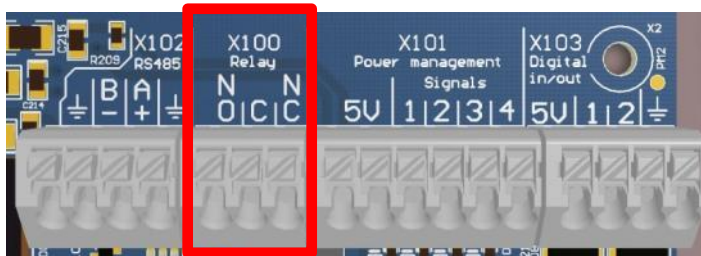 C215
R209
C214
X102
RS485
B A
- +
X100
Relay
N N
O|C|C
X101
Power management
Signals
5V 1|2|3|4
X103
Digital
in/out
5V 1|2
X2
PH2